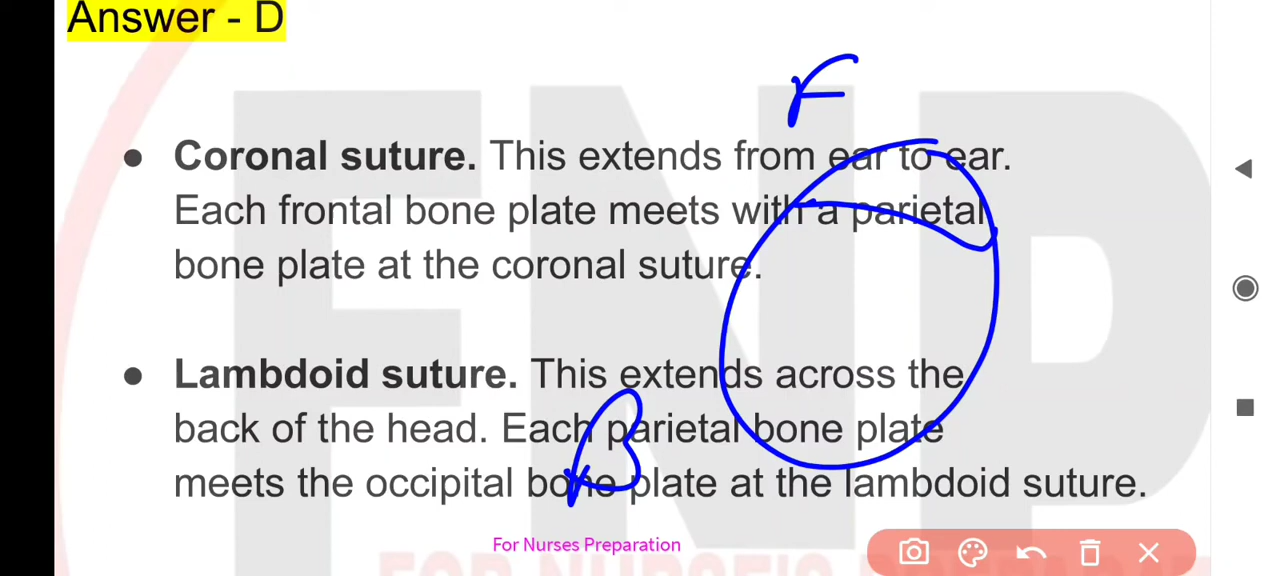 Answer - D
F
● Coronal suture. This extends from ear to ear.
Each frontal bone plate meets with a parietal
bone plate at the coronal suture.
● Lambdoid suture. This extends across the
back of the head. Each parietal bone plate
meets the occipital bone plate at the lambdoid suture.
B
For Nurses Preparation
FNP